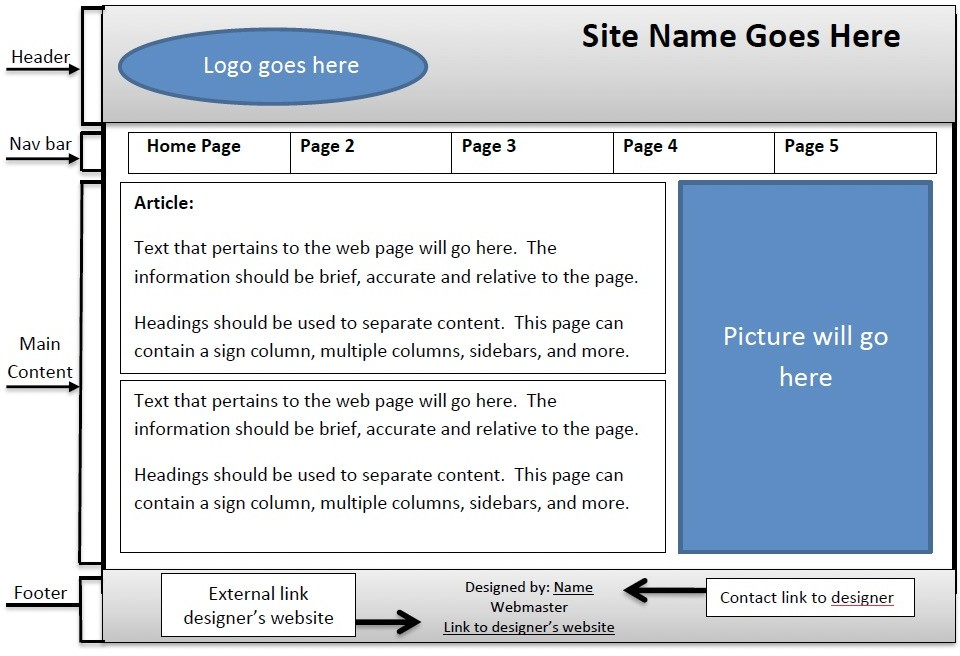 Header
Logo goes here
Site Name Goes Here
Nav bar
Home Page
Page 2
Page 3
Page 4
Page 5
Main
Content
Article:
Text that pertains to the web page will go here.  The
information should be brief, accurate and relative to the page.
Headings should be used to separate content.  This page can
contain a sign column, multiple columns, sidebars, and more.
Text that pertains to the web page will go here.  The
information should be brief, accurate and relative to the page.
Headings should be used to separate content.  This page can
contain a sign column, multiple columns, sidebars, and more.
Picture will go
here
Footer
External link
designer’s website
Designed by: Name
Webmaster
Link to designer’s website
Contact link to designer